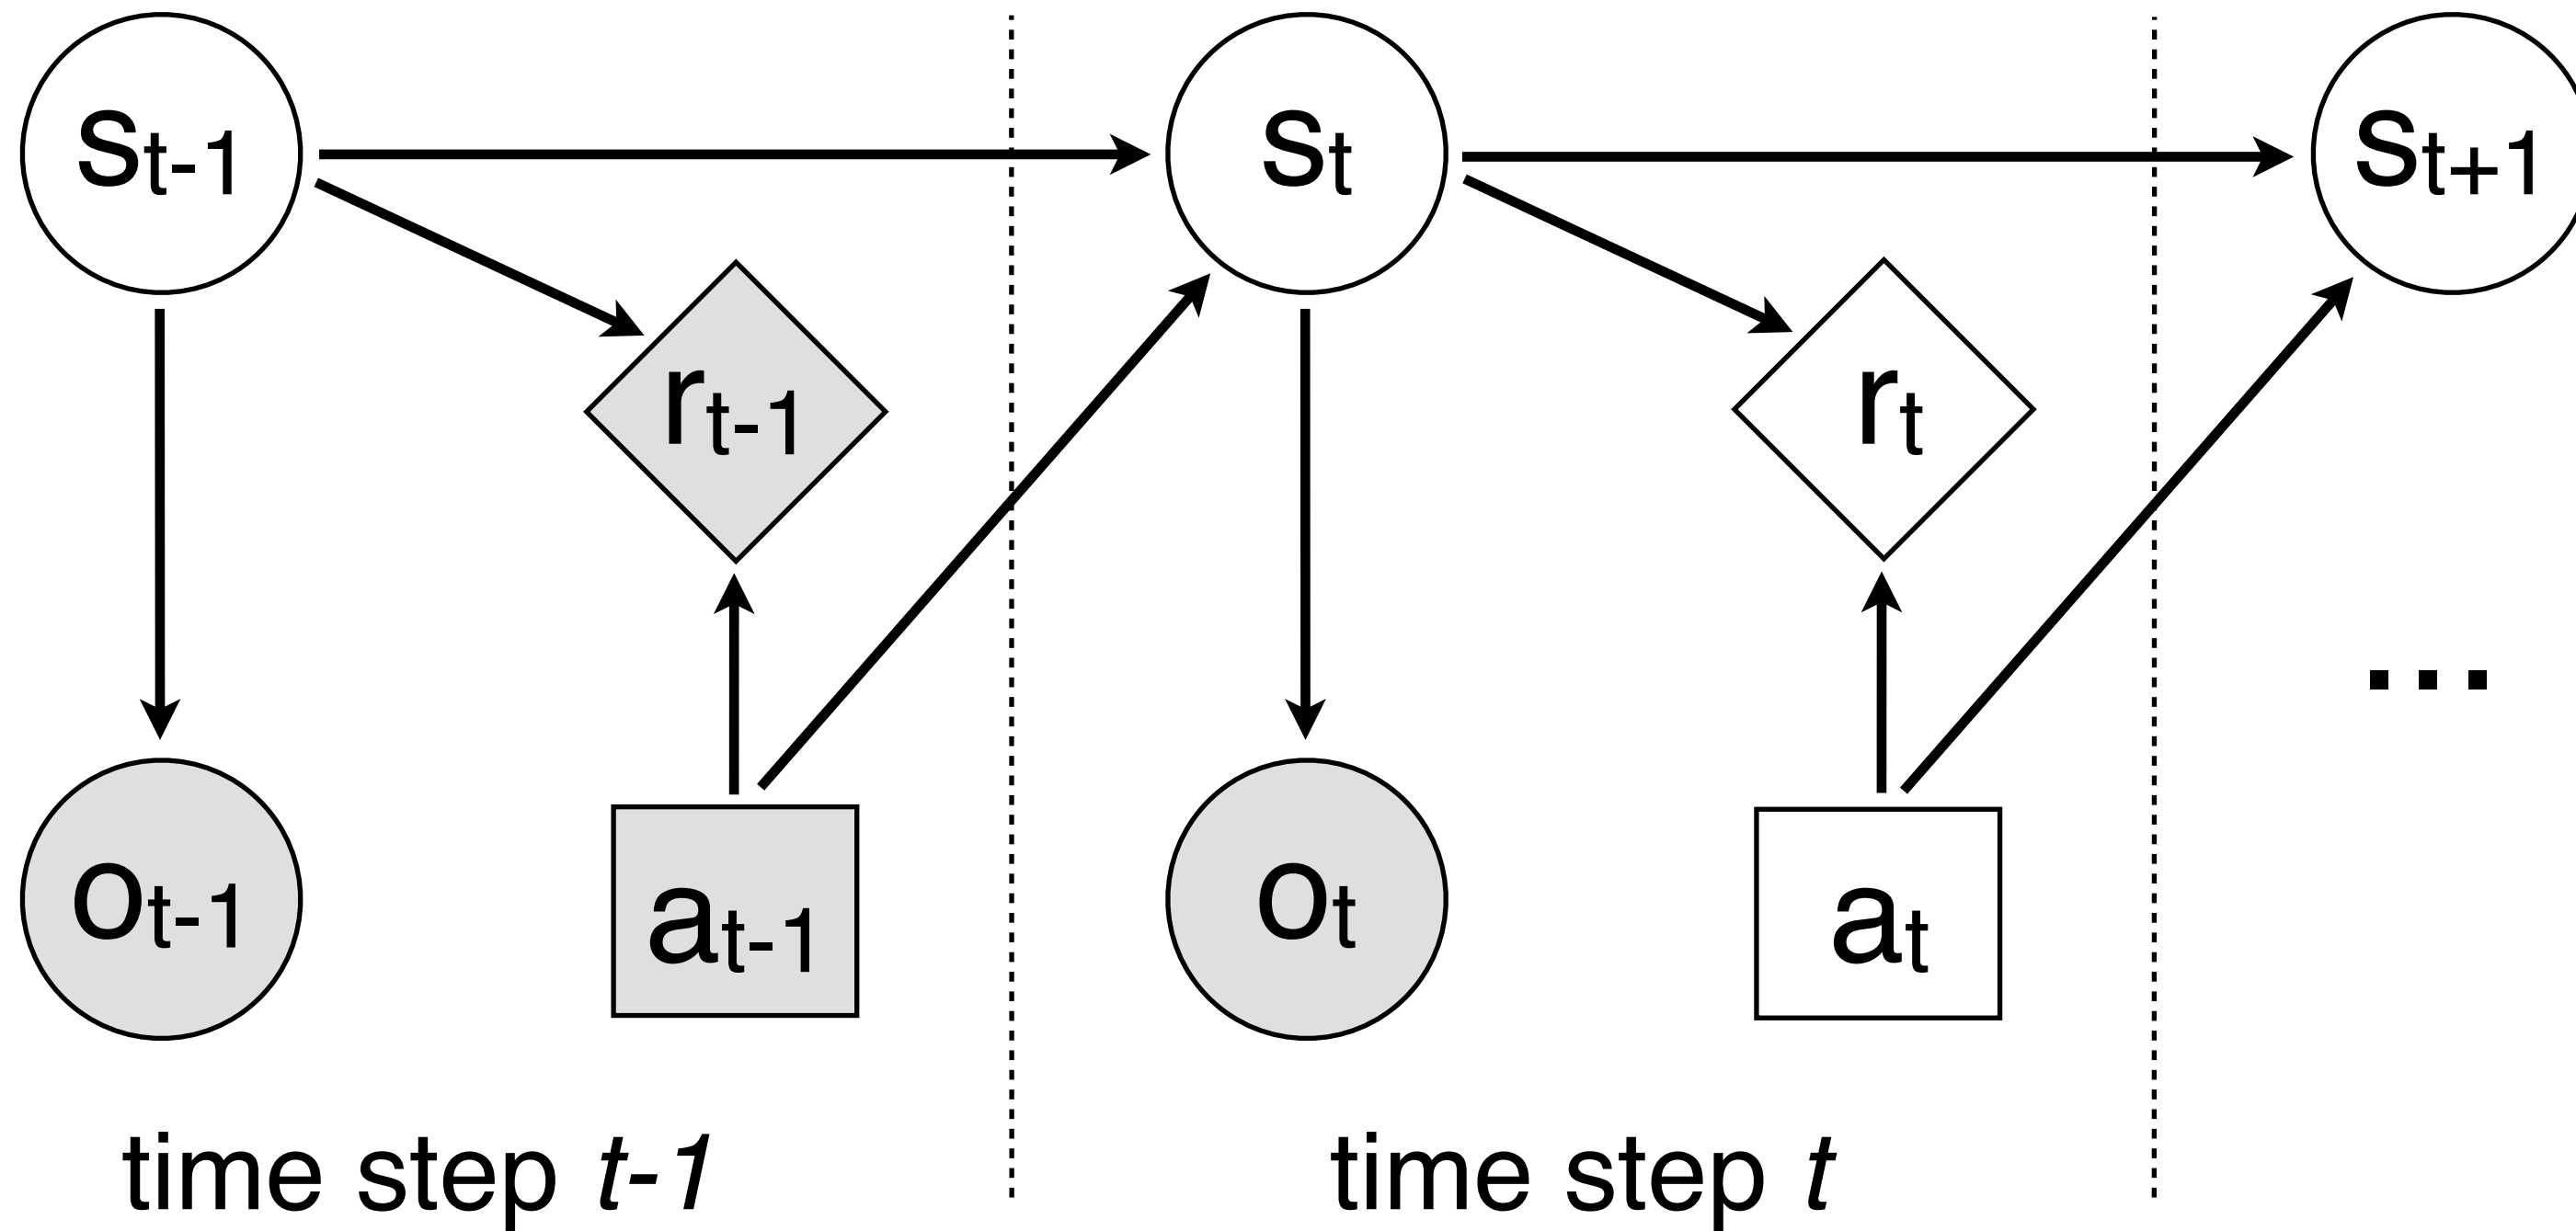 st-1
st
st+1
rt-1
rt
...
ot-1
at-1
ot
at
time step t-1
time step t